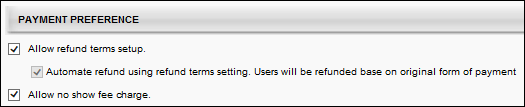 PAYMENT PREFERENCE
Allow refund terms setup.
Automate refund using refund terms setting. Users will be refunded base on original form of payment
Allow no show fee charge.